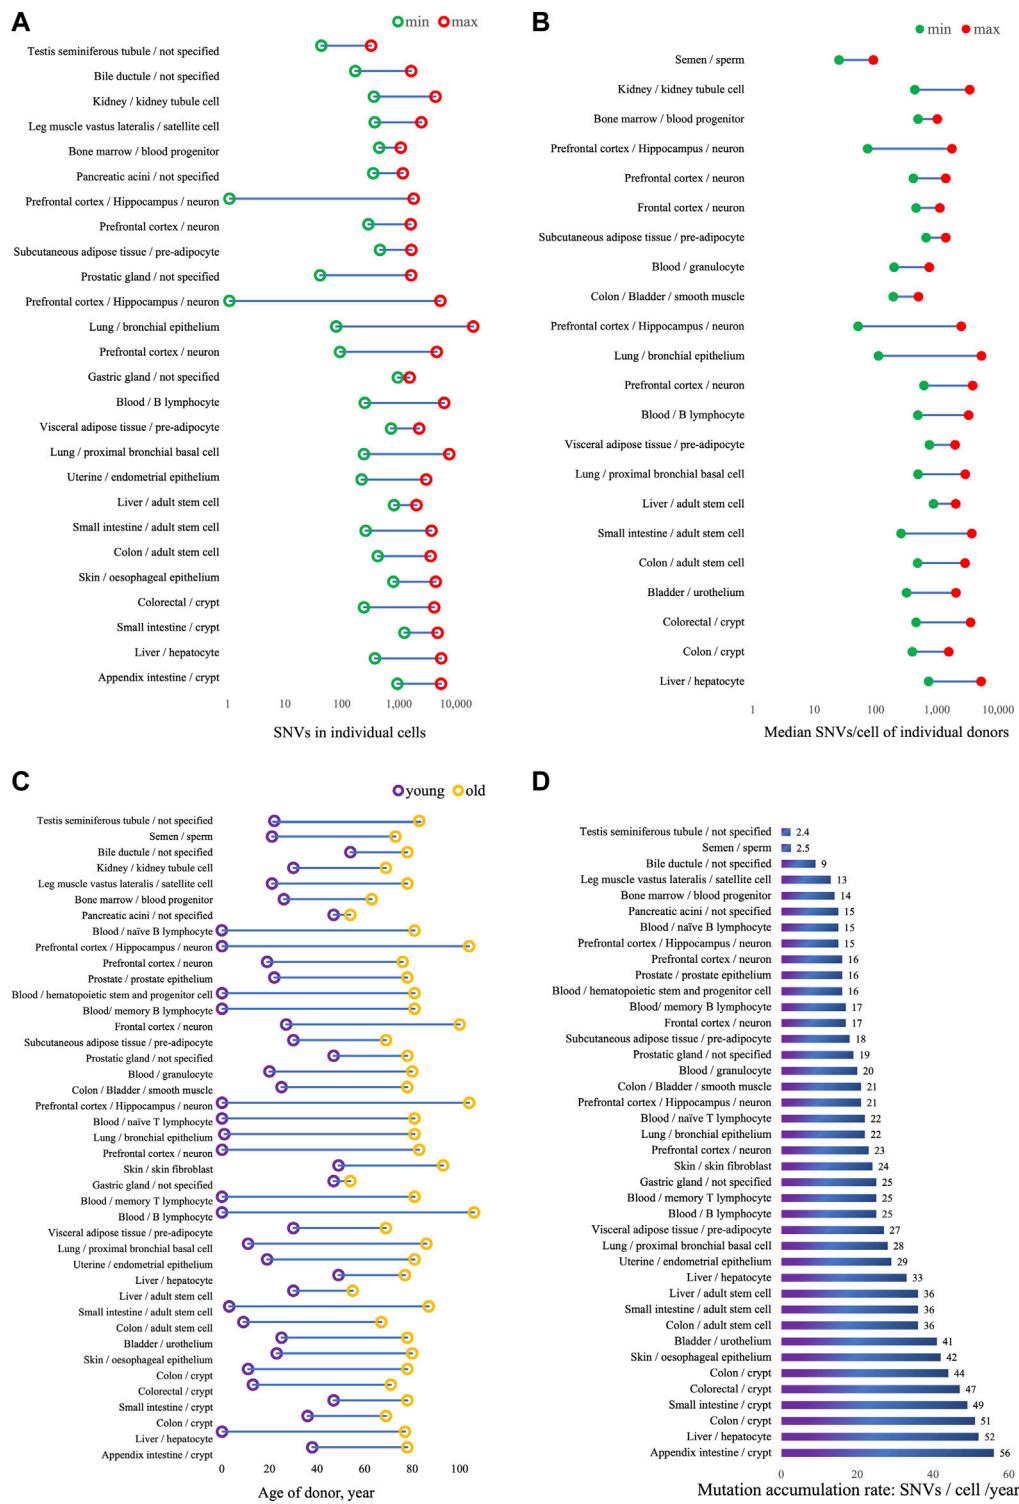 A
min max
Testis seminiferous tubule / not specified
Bile ductule / not specified
Kidney / kidney tubule cell
Leg muscle vastus lateralis / satellite cell
Bone marrow / blood progenitor
Pancreatic acini / not specified
Prefrontal cortex / Hippocampus / neuron
Prefrontal cortex / neuron
Subcutaneous adipose tissue / pre-adipocyte
Prostatic gland / not specified
Prefrontal cortex / Hippocampus / neuron
Lung / bronchial epithelium
Prefrontal cortex / neuron
Gastric gland / not specified
Blood / B lymphocyte
Visceral adipose tissue / pre-adipocyte
Lung / proximal bronchial basal cell
Uterine / endometrial epithelium
Liver / adult stem cell
Small intestine / adult stem cell
Colon / adult stem cell
Skin / oesophageal epithelium
Colorectal / crypt
Small intestine / crypt
Liver / hepatocyte
Appendix intestine / crypt
1 10 100 1,000 10,000
SNVs in individual cells
B
min max
Semen / sperm
Kidney / kidney tubule cell
Bone marrow / blood progenitor
Prefrontal cortex / Hippocampus / neuron
Prefrontal cortex / neuron
Frontal cortex / neuron
Subcutaneous adipose tissue / pre-adipocyte
Blood / granulocyte
Colon / Bladder / smooth muscle
Prefrontal cortex / Hippocampus / neuron
Lung / bronchial epithelium
Prefrontal cortex / neuron
Blood / B lymphocyte
Visceral adipose tissue / pre-adipocyte
Lung / proximal bronchial basal cell
Liver / adult stem cell
Small intestine / adult stem cell
Colon / adult stem cell
Bladder / urothelium
Colorectal / crypt
Colon / crypt
Liver / hepatocyte
1 10 100 1,000 10,000
Median SNVs/cell of individual donors
C
young old
Testis seminiferous tubule / not specified
Semen / sperm
Bile ductule / not specified
Kidney / kidney tubule cell
Leg muscle vastus lateralis / satellite cell
Bone marrow / blood progenitor
Pancreatic acini / not specified
Blood / naïve B lymphocyte
Prefrontal cortex / Hippocampus / neuron
Prefrontal cortex / neuron
Prostate / prostate epithelium
Blood / hematopoietic stem and progenitor cell
Blood/ memory B lymphocyte
Frontal cortex / neuron
Subcutaneous adipose tissue / pre-adipocyte
Prostatic gland / not specified
Blood / granulocyte
Colon / Bladder / smooth muscle
Prefrontal cortex / Hippocampus / neuron
Blood / naïve T lymphocyte
Lung / bronchial epithelium
Prefrontal cortex / neuron
Skin / skin fibroblast
Gastric gland / not specified
Blood / memory T lymphocyte
Blood / B lymphocyte
Visceral adipose tissue / pre-adipocyte
Lung / proximal bronchial basal cell
Uterine / endometrial epithelium
Liver / hepatocyte
Liver / adult stem cell
Small intestine / adult stem cell
Colon / adult stem cell
Bladder / urothelium
Skin / oesophageal epithelium
Colon / crypt
Colorectal / crypt
Small intestine / crypt
Colon / crypt
Liver / hepatocyte
Appendix intestine / crypt
0 20 40 60 80 100
Age of donor, year
D
Testis seminiferous tubule / not specified 2.4
Semen / sperm 2.5
Bile ductule / not specified 9
Leg muscle vastus lateralis / satellite cell 13
Bone marrow / blood progenitor 14
Pancreatic acini / not specified 15
Blood / naïve B lymphocyte 15
Prefrontal cortex / Hippocampus / neuron 15
Prefrontal cortex / neuron 16
Prostate / prostate epithelium 16
Blood / hematopoietic stem and progenitor cell 16
Blood/ memory B lymphocyte 17
Frontal cortex / neuron 17
Subcutaneous adipose tissue / pre-adipocyte 18
Prostatic gland / not specified 19
Blood / granulocyte 20
Colon / Bladder / smooth muscle 21
Prefrontal cortex / Hippocampus / neuron 21
Blood / naïve T lymphocyte 22
Lung / bronchial epithelium 22
Prefrontal cortex / neuron 23
Skin / skin fibroblast 24
Gastric gland / not specified 25
Blood / memory T lymphocyte 25
Blood / B lymphocyte 25
Visceral adipose tissue / pre-adipocyte 27
Lung / proximal bronchial basal cell 28
Uterine / endometrial epithelium 29
Liver / hepatocyte 33
Liver / adult stem cell 36
Small intestine / adult stem cell 36
Colon / adult stem cell 36
Bladder / urothelium 41
Skin / oesophageal epithelium 42
Colon / crypt 44
Colorectal / crypt 47
Small intestine / crypt 49
Colon / crypt 51
Liver / hepatocyte 52
Appendix intestine / crypt 56
0 20 40 60
Mutation accumulation rate: SNVs / cell /year